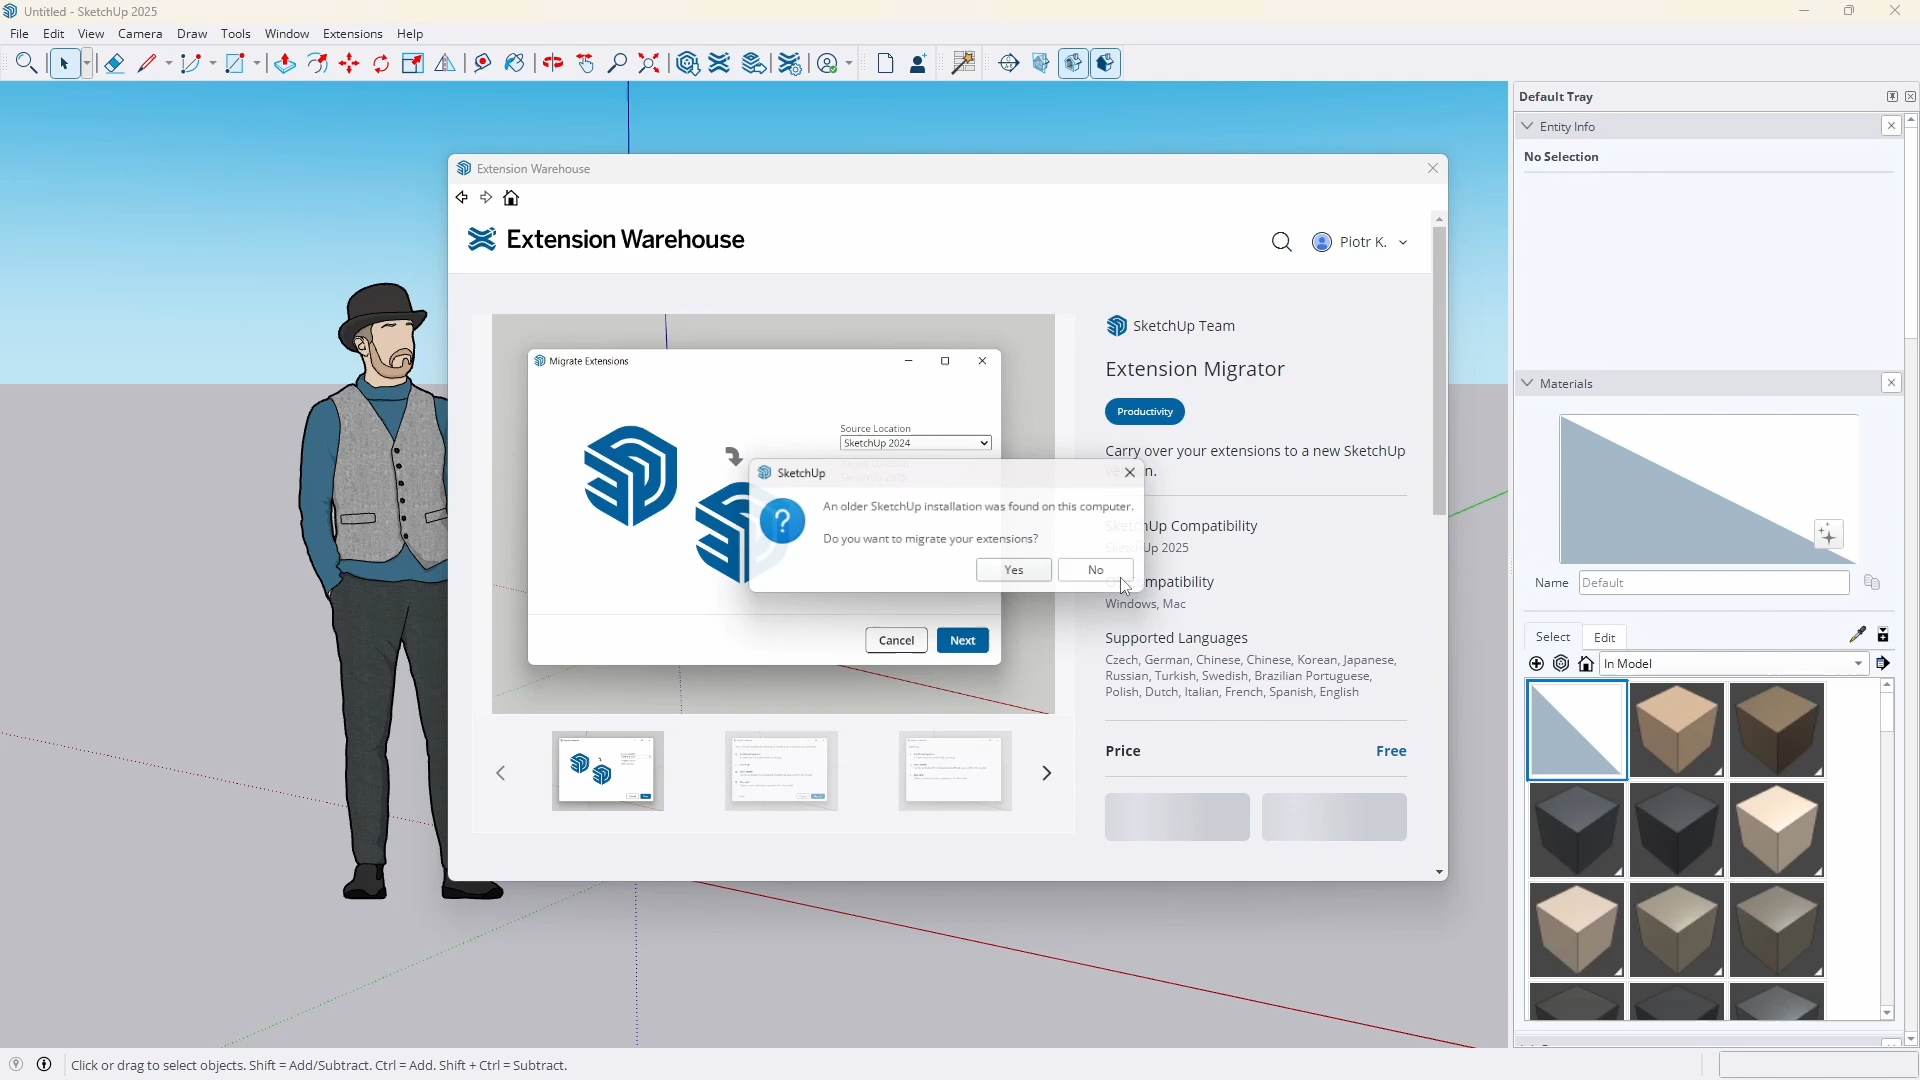 Untitled - SketchUp 2025
File Edit View Camera Draw Tools Window Extensions Help
Default Tray
Entity Info
No Selection
Extension Warehouse
Extension Warehouse
Piotr K.
Migrate Extensions
Source Location
SketchUp 2024
SketchUp
An older SketchUp installation was found on this computer.
Do you want to migrate your extensions?
Yes No
Cancel Next
SketchUp Team
Extension Migrator
Productivity
Carry over your extensions to a new SketchUp
SketchUp Compatibility
SketchUp 2025
Compatibility
Windows, Mac
Supported Languages
Czech, German, Chinese, Chinese, Korean, Japanese,
Russian, Turkish, Swedish, Brazilian Portuguese,
Polish, Dutch, Italian, French, Spanish, English
Price Free
Materials
Name Default
Select Edit
In Model
Click or drag to select objects. Shift = Add/Subtract. Ctrl = Add. Shift + Ctrl = Subtract.